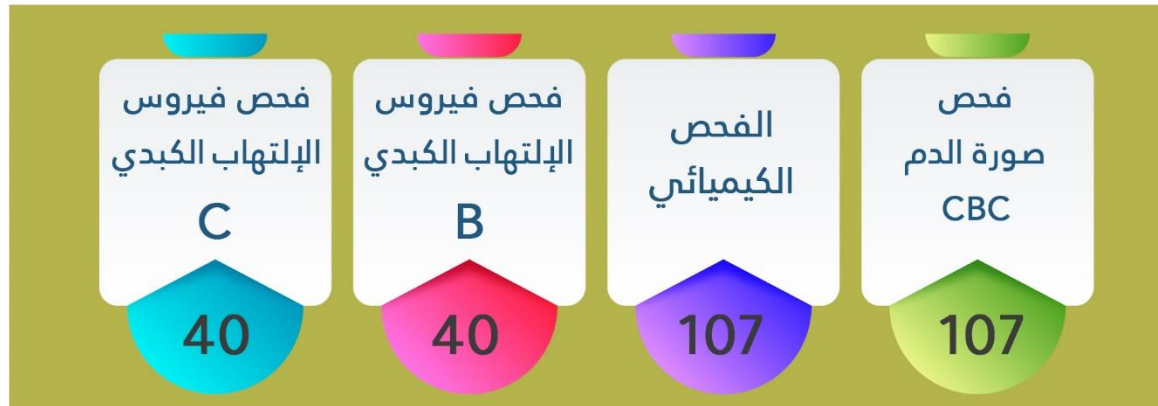 فحص
صورة الدم
CBC
107
الفحص
الكيميائي
107
فحص فيروس
الإلتهاب الكبدي
B
40
فحص فيروس
الإلتهاب الكبدي
C
40